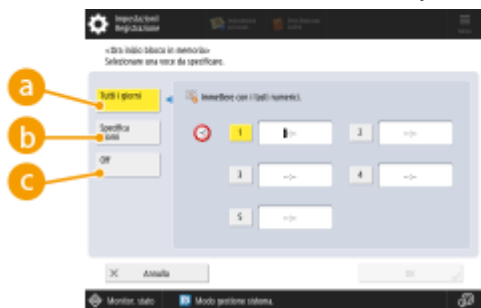 Impostazioni/
Registrazione
<Ora inizio blocco in memoria>
Selezionare una voce da specificare.
a
Tutti i giorni
Immettere con i tasti numerici.
b
Specifica
giorni
1
--:--
2
--:--
c
Off
3
--:--
4
--:--
5
--:--
Annulla
OK
Monitor. stato
Modo gestione sistema.